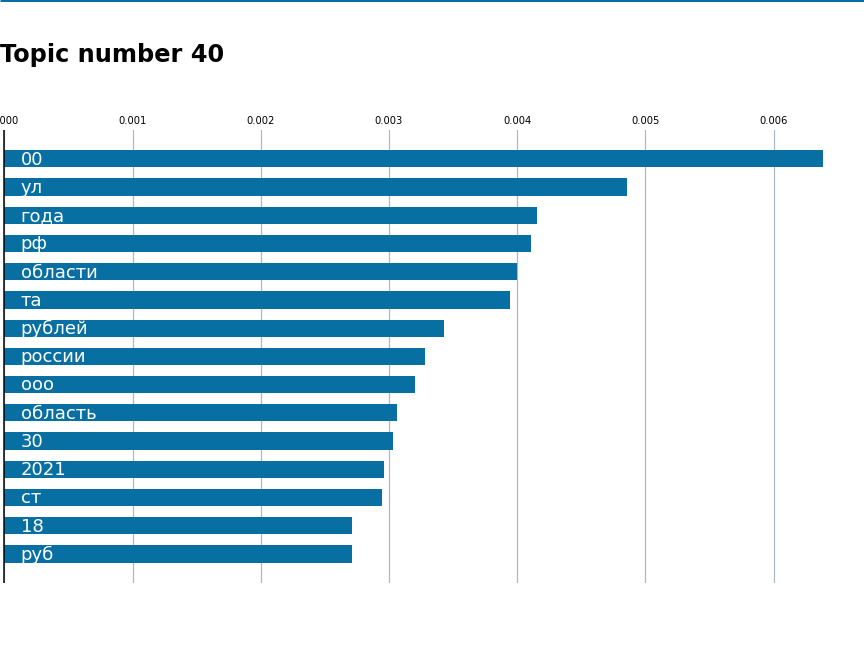 Topic number 40
000 0.001 0.002 0.003 0.004 0.005 0.006
00
ул
года
рф
области
та
рублей
россии
ооо
область
30
2021
ст
18
руб